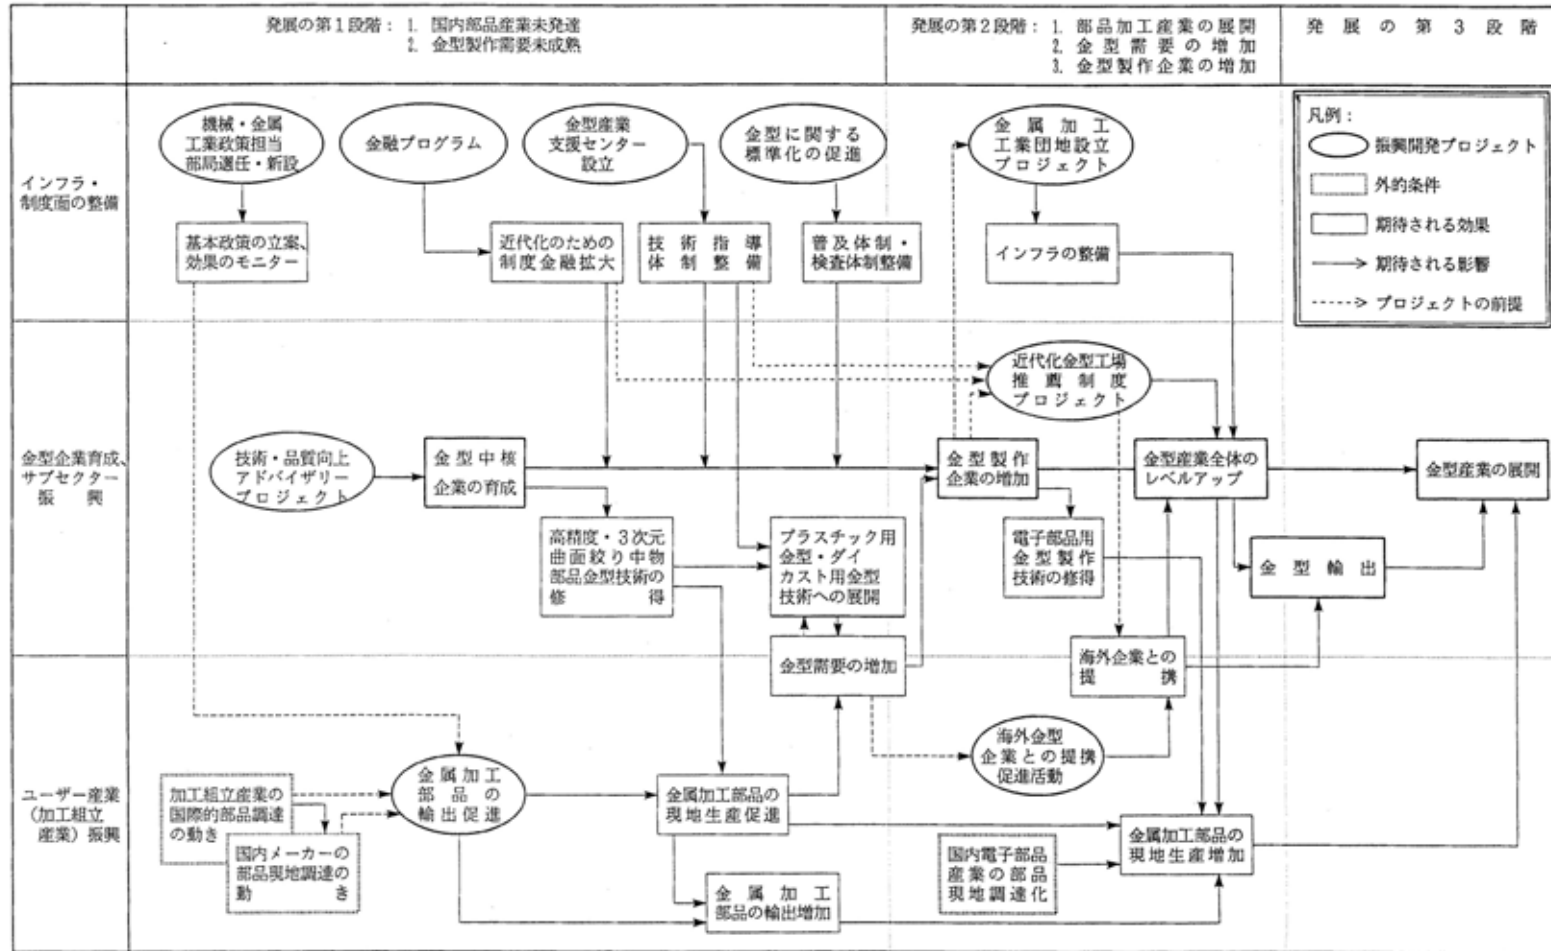 発展の第1段階： 1. 国内部品産業未発達
2. 金型製作需要未成熟
発展の第2段階： 1. 部品加工産業の展開
2. 金型需要の増加
3. 金型製作企業の増加
発展の第3段階
インフラ・
制度面の整備
機械・金属
工業政策担当
部局選任・新設
金融プログラム
金型産業
支援センター
設立
金型に関する
標準化の促進
金属加工
工業団地設立
プロジェクト
凡例：
振興開発プロジェクト
外的条件
期待される効果
期待される影響
プロジェクトの前提
基本政策の立案、
効果のモニター
近代化のための
制度金融拡大
技術指導
体制整備
普及体制・
検査体制整備
インフラの整備
金型企業育成、
サブセクター
振興
近代化金型工場
推薦制度
プロジェクト
技術・品質向上
アドバイザリー
プロジェクト
金型中核
企業の育成
金型製作
企業の増加
金型産業全体の
レベルアップ
金型産業の展開
高精度・3次元
曲面絞り中物
部品金型技術の
修得
プラスチック用
金型・ダイ
カスト用金型
技術への展開
電子部品用
金型製作
技術の修得
金型輸出
金型需要の増加
海外企業との
提携
ユーザー産業
（加工組立
産業）振興
海外金型
企業との提携
促進活動
加工組立産業の
国際的部品調達
の動き
国内メーカーの
部品現地調達の
動き
金属加工
部品の
輸出促進
金属加工部品の
現地生産促進
金属加工
部品の輸出増加
国内電子部品
産業の部品
現地調達化
金属加工部品の
現地生産増加